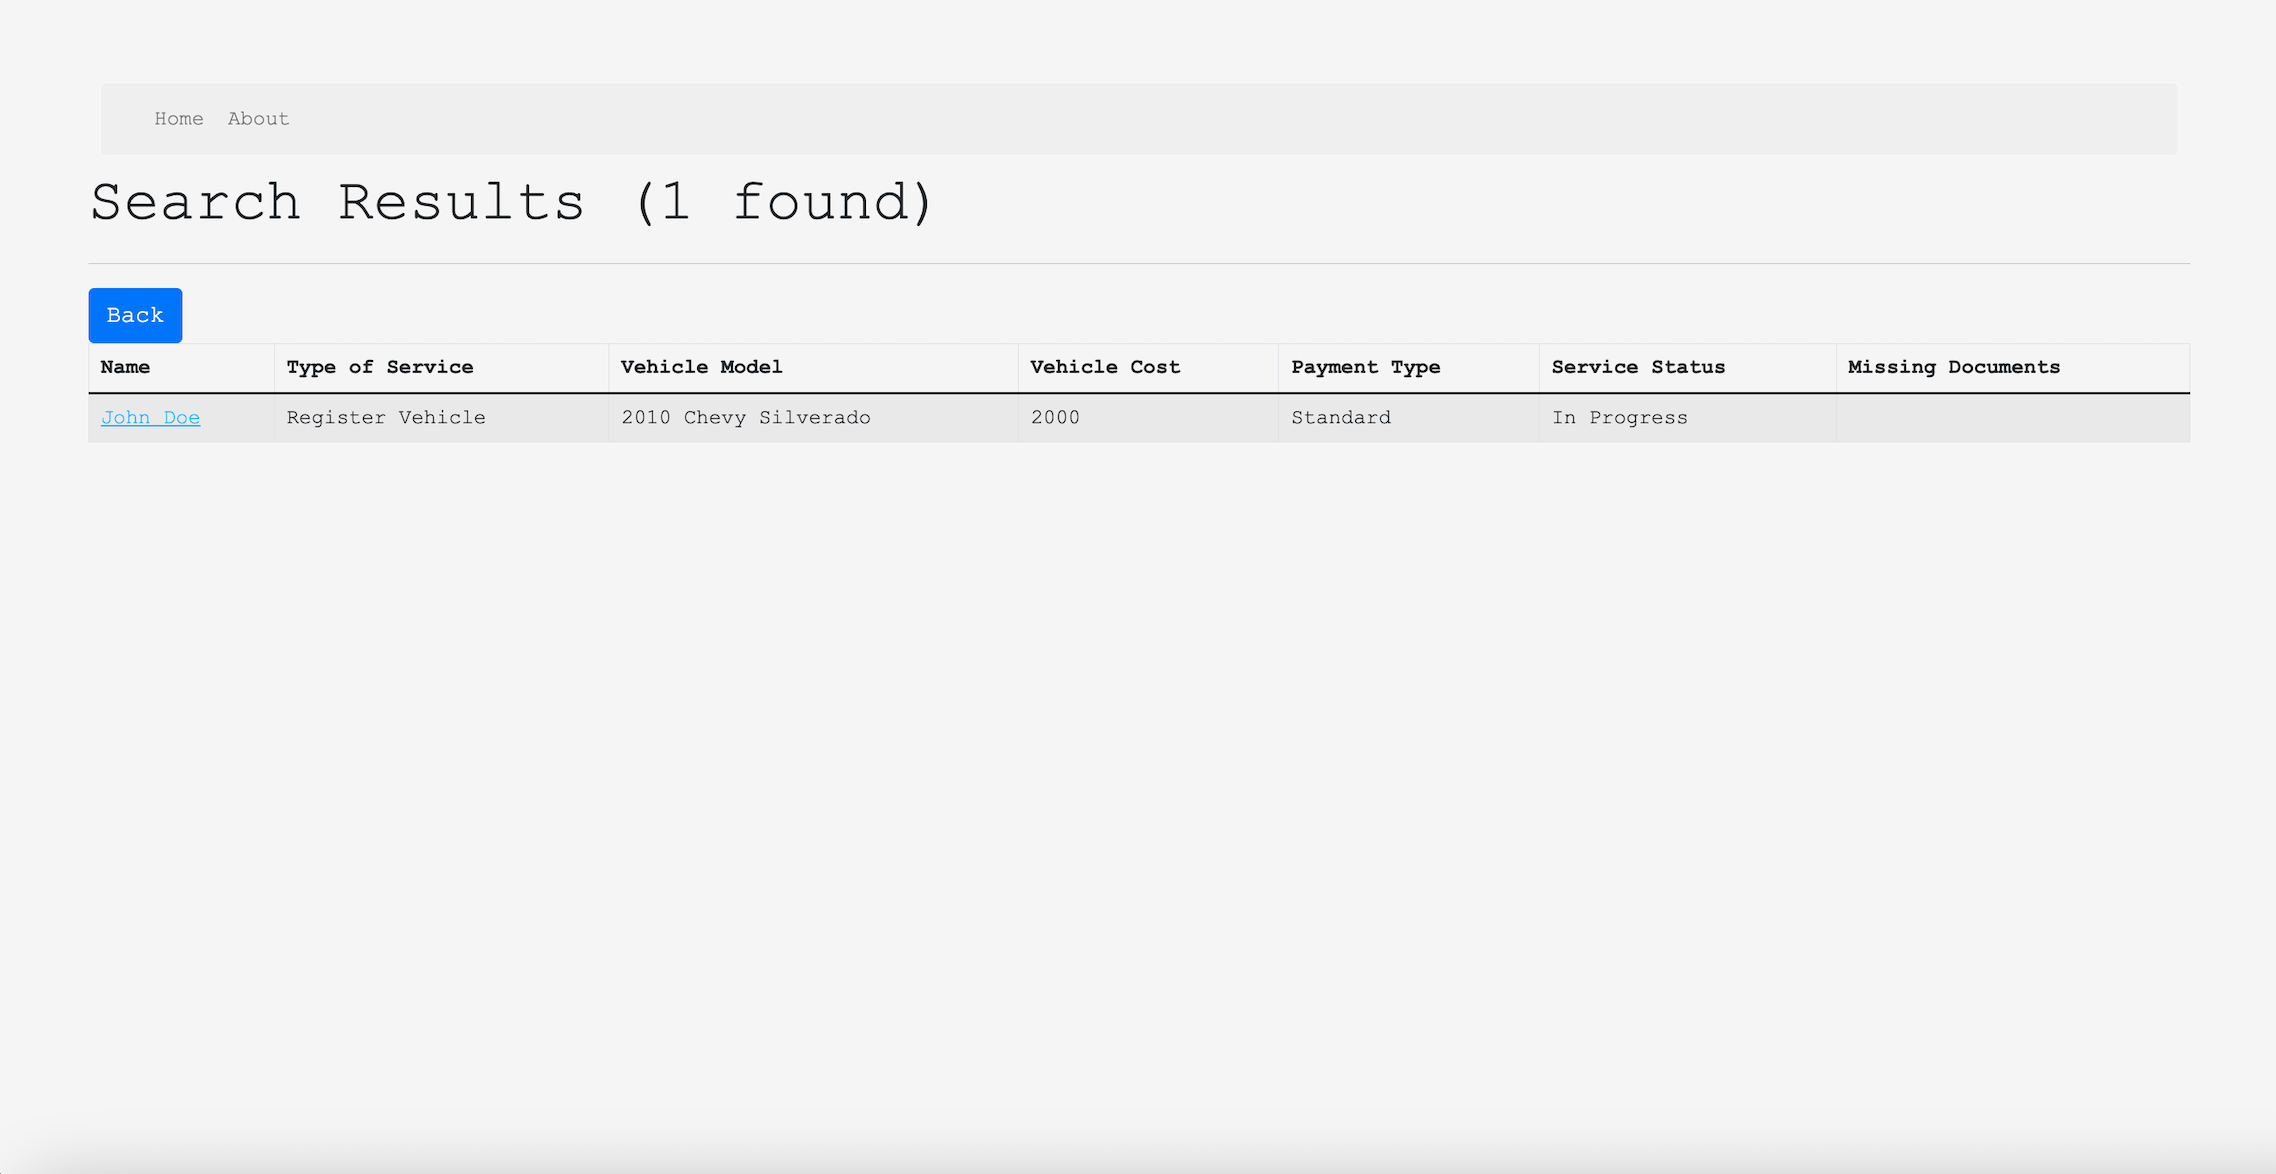 Home About
Search Results (1 found)
Back
Name Type of Service Vehicle Model Vehicle Cost Payment Type Service Status Missing Documents
John Doe Register Vehicle 2010 Chevy Silverado 2000 Standard In Progress